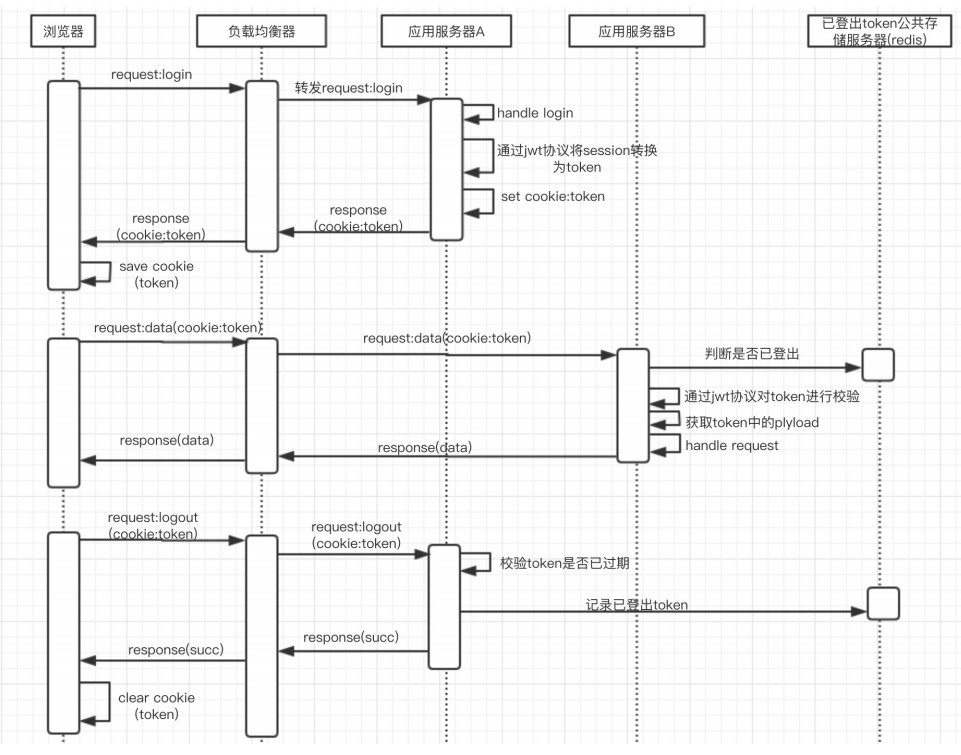 浏览器
负载均衡器
应用服务器A
应用服务器B
已登出token公共存
储服务器(redis)
request:login
转发request:login
handle login
通过jwt协议将session转换
为token
set cookie:token
response
(cookie:token)
response
(cookie:token)
save cookie
(token)
request:data(cookie:token)
request:data(cookie:token)
判断是否已登出
通过jwt协议对token进行校验
获取token中的plyload
handle request
response(data)
response(data)
request:logout
(cookie:token)
request:logout
(cookie:token)
校验token是否已过期
记录已登出token
response(succ)
response(succ)
clear cookie
(token)